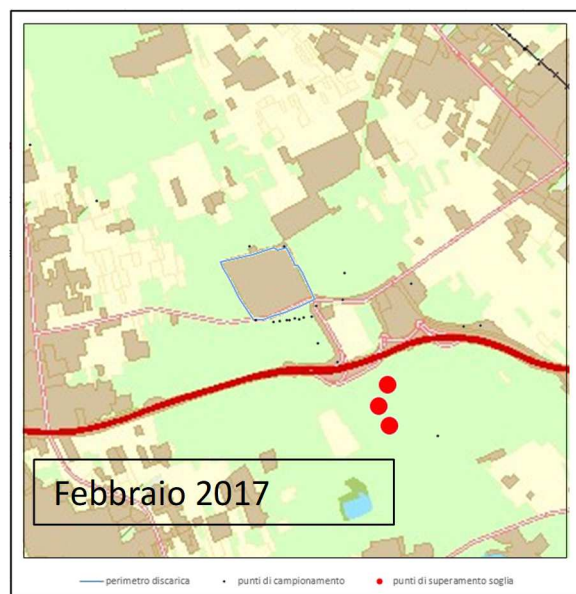 Febbraio 2017
perimetro discarica punti di campionamento punti di superamento soglia